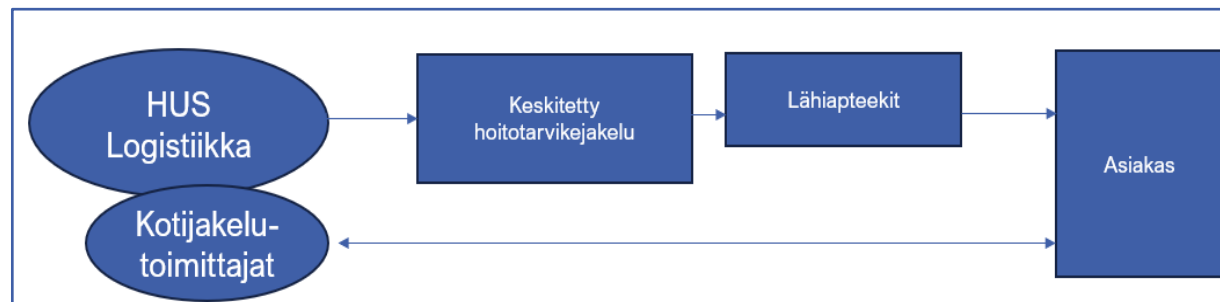 HUS
Logistiikka
Keskitetty
hoitotarvikejakelu
Lähiapteekit
Asiakas
Kotijakelu-
toimittajat